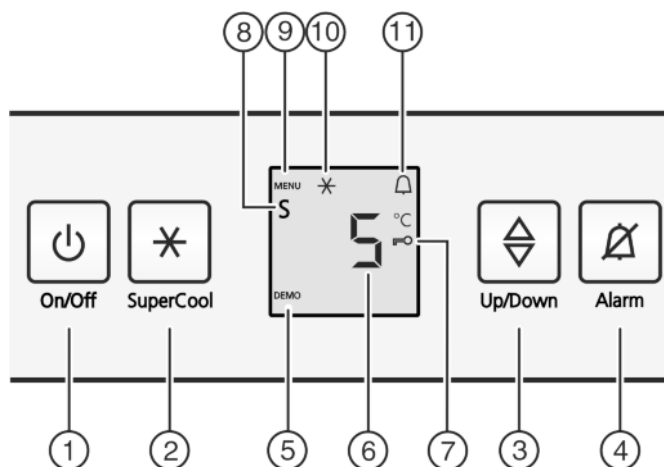 8 9 10 11
MENU
S
5 °C
DEMO
On/Off SuperCool Up/Down Alarm
1 2 5 6 7 3 4